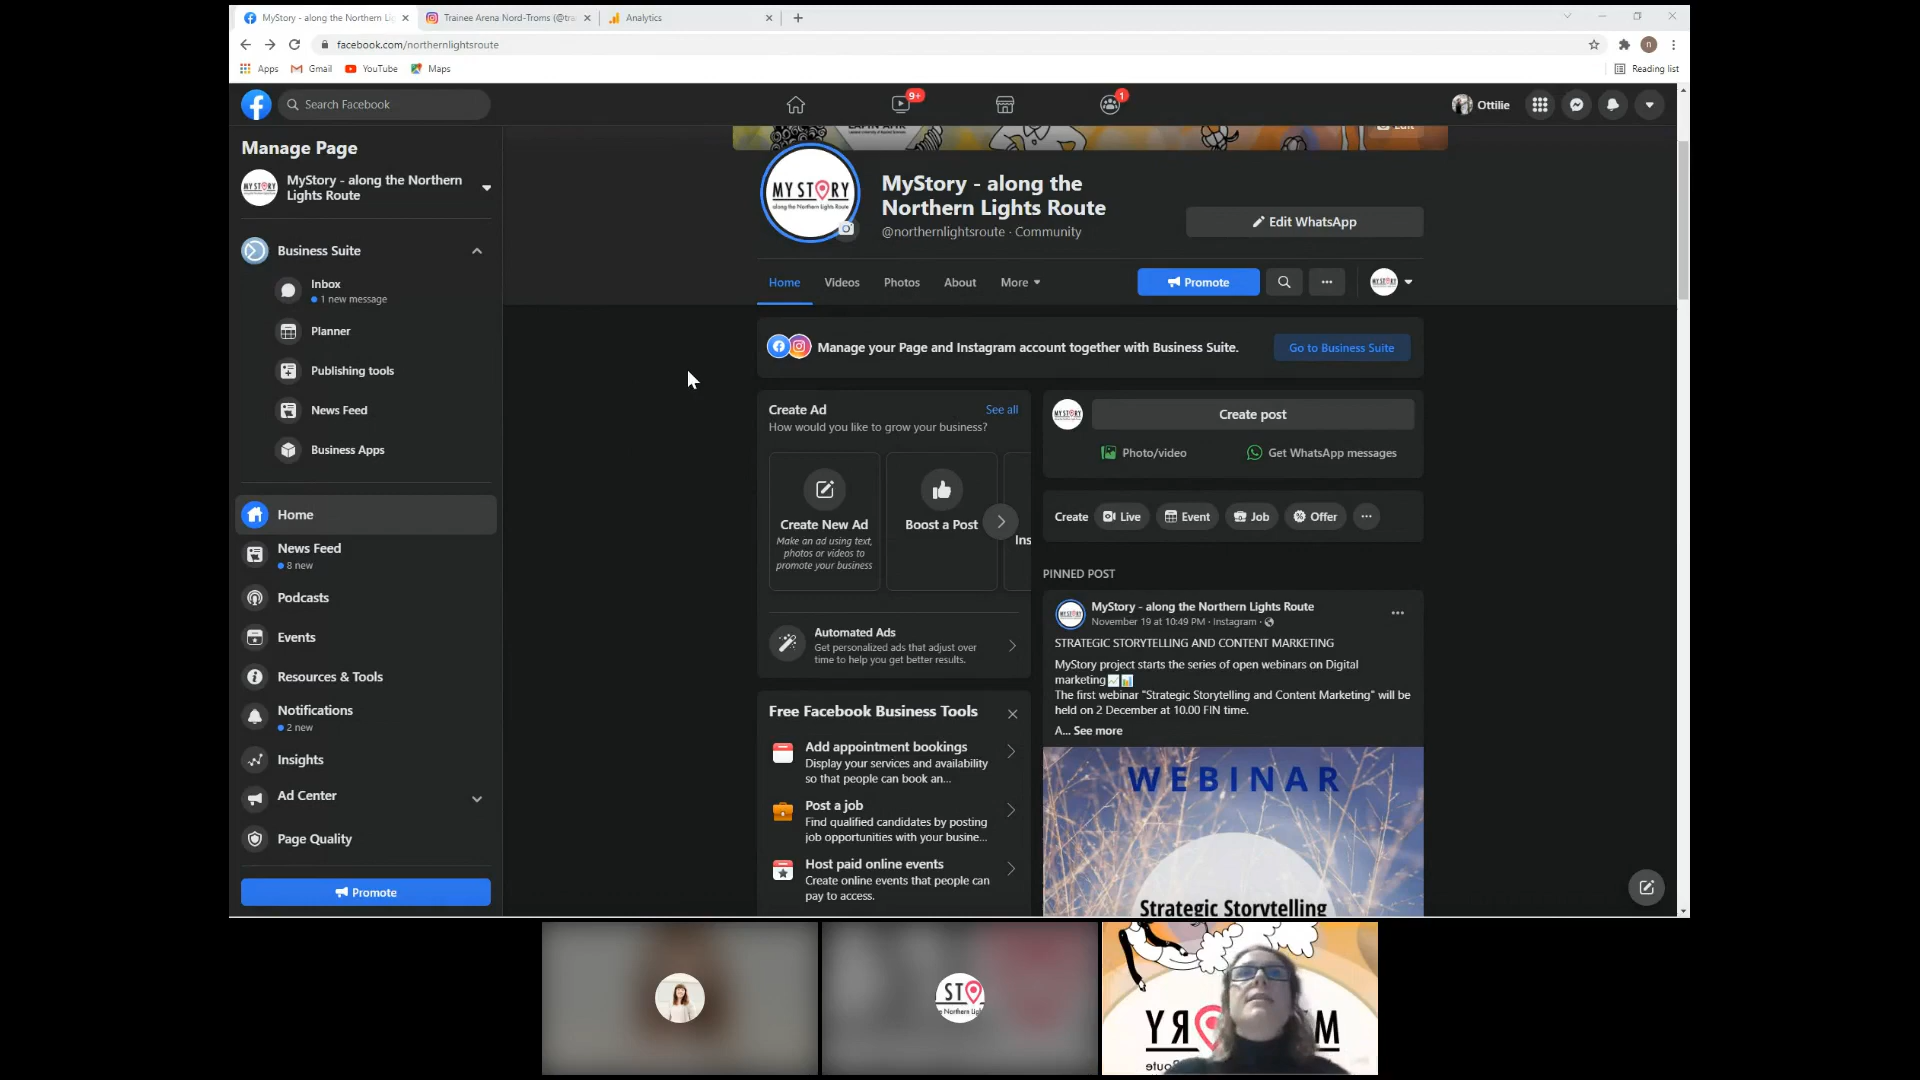 MyStory - along the Northern Lig
Trainee Arena Nord-Troms (@tra
Analytics
facebook.com/northernlightsroute
Apps
Gmail
YouTube
Maps
Reading list
Search Facebook
9+
1
Ottilie
Manage Page
MyStory - along the Northern
Lights Route
Business Suite
Inbox
1 new message
Planner
Publishing tools
News Feed
Business Apps
Home
News Feed
8 new
Podcasts
Events
Resources & Tools
Notifications
2 new
Insights
Ad Center
Page Quality
Promote
LAPIN AMK
Edit
MY STORY
along the Northern Lights Route
MyStory - along the
Northern Lights Route
@northernlightsroute · Community
Edit WhatsApp
Home
Videos
Photos
About
More
Promote
Manage your Page and Instagram account together with Business Suite.
Go to Business Suite
Create Ad
See all
How would you like to grow your business?
Create New Ad
Make an ad using text,
photos or videos to
promote your business
Boost a Post
Ins
Automated Ads
Get personalized ads that adjust over
time to help you get better results.
Free Facebook Business Tools
Add appointment bookings
Display your services and availability
so that people can book an...
Post a job
Find qualified candidates by posting
job opportunities with your busine...
Host paid online events
Create online events that people can
pay to access.
Create post
Photo/video
Get WhatsApp messages
Create
Live
Event
Job
Offer
PINNED POST
MyStory - along the Northern Lights Route
November 19 at 10:49 PM · Instagram ·
STRATEGIC STORYTELLING AND CONTENT MARKETING
MyStory project starts the series of open webinars on Digital
marketing
The first webinar "Strategic Storytelling and Content Marketing" will be
held on 2 December at 10.00 FIN time.
A... See more
WEBINAR
Strategic Storytelling